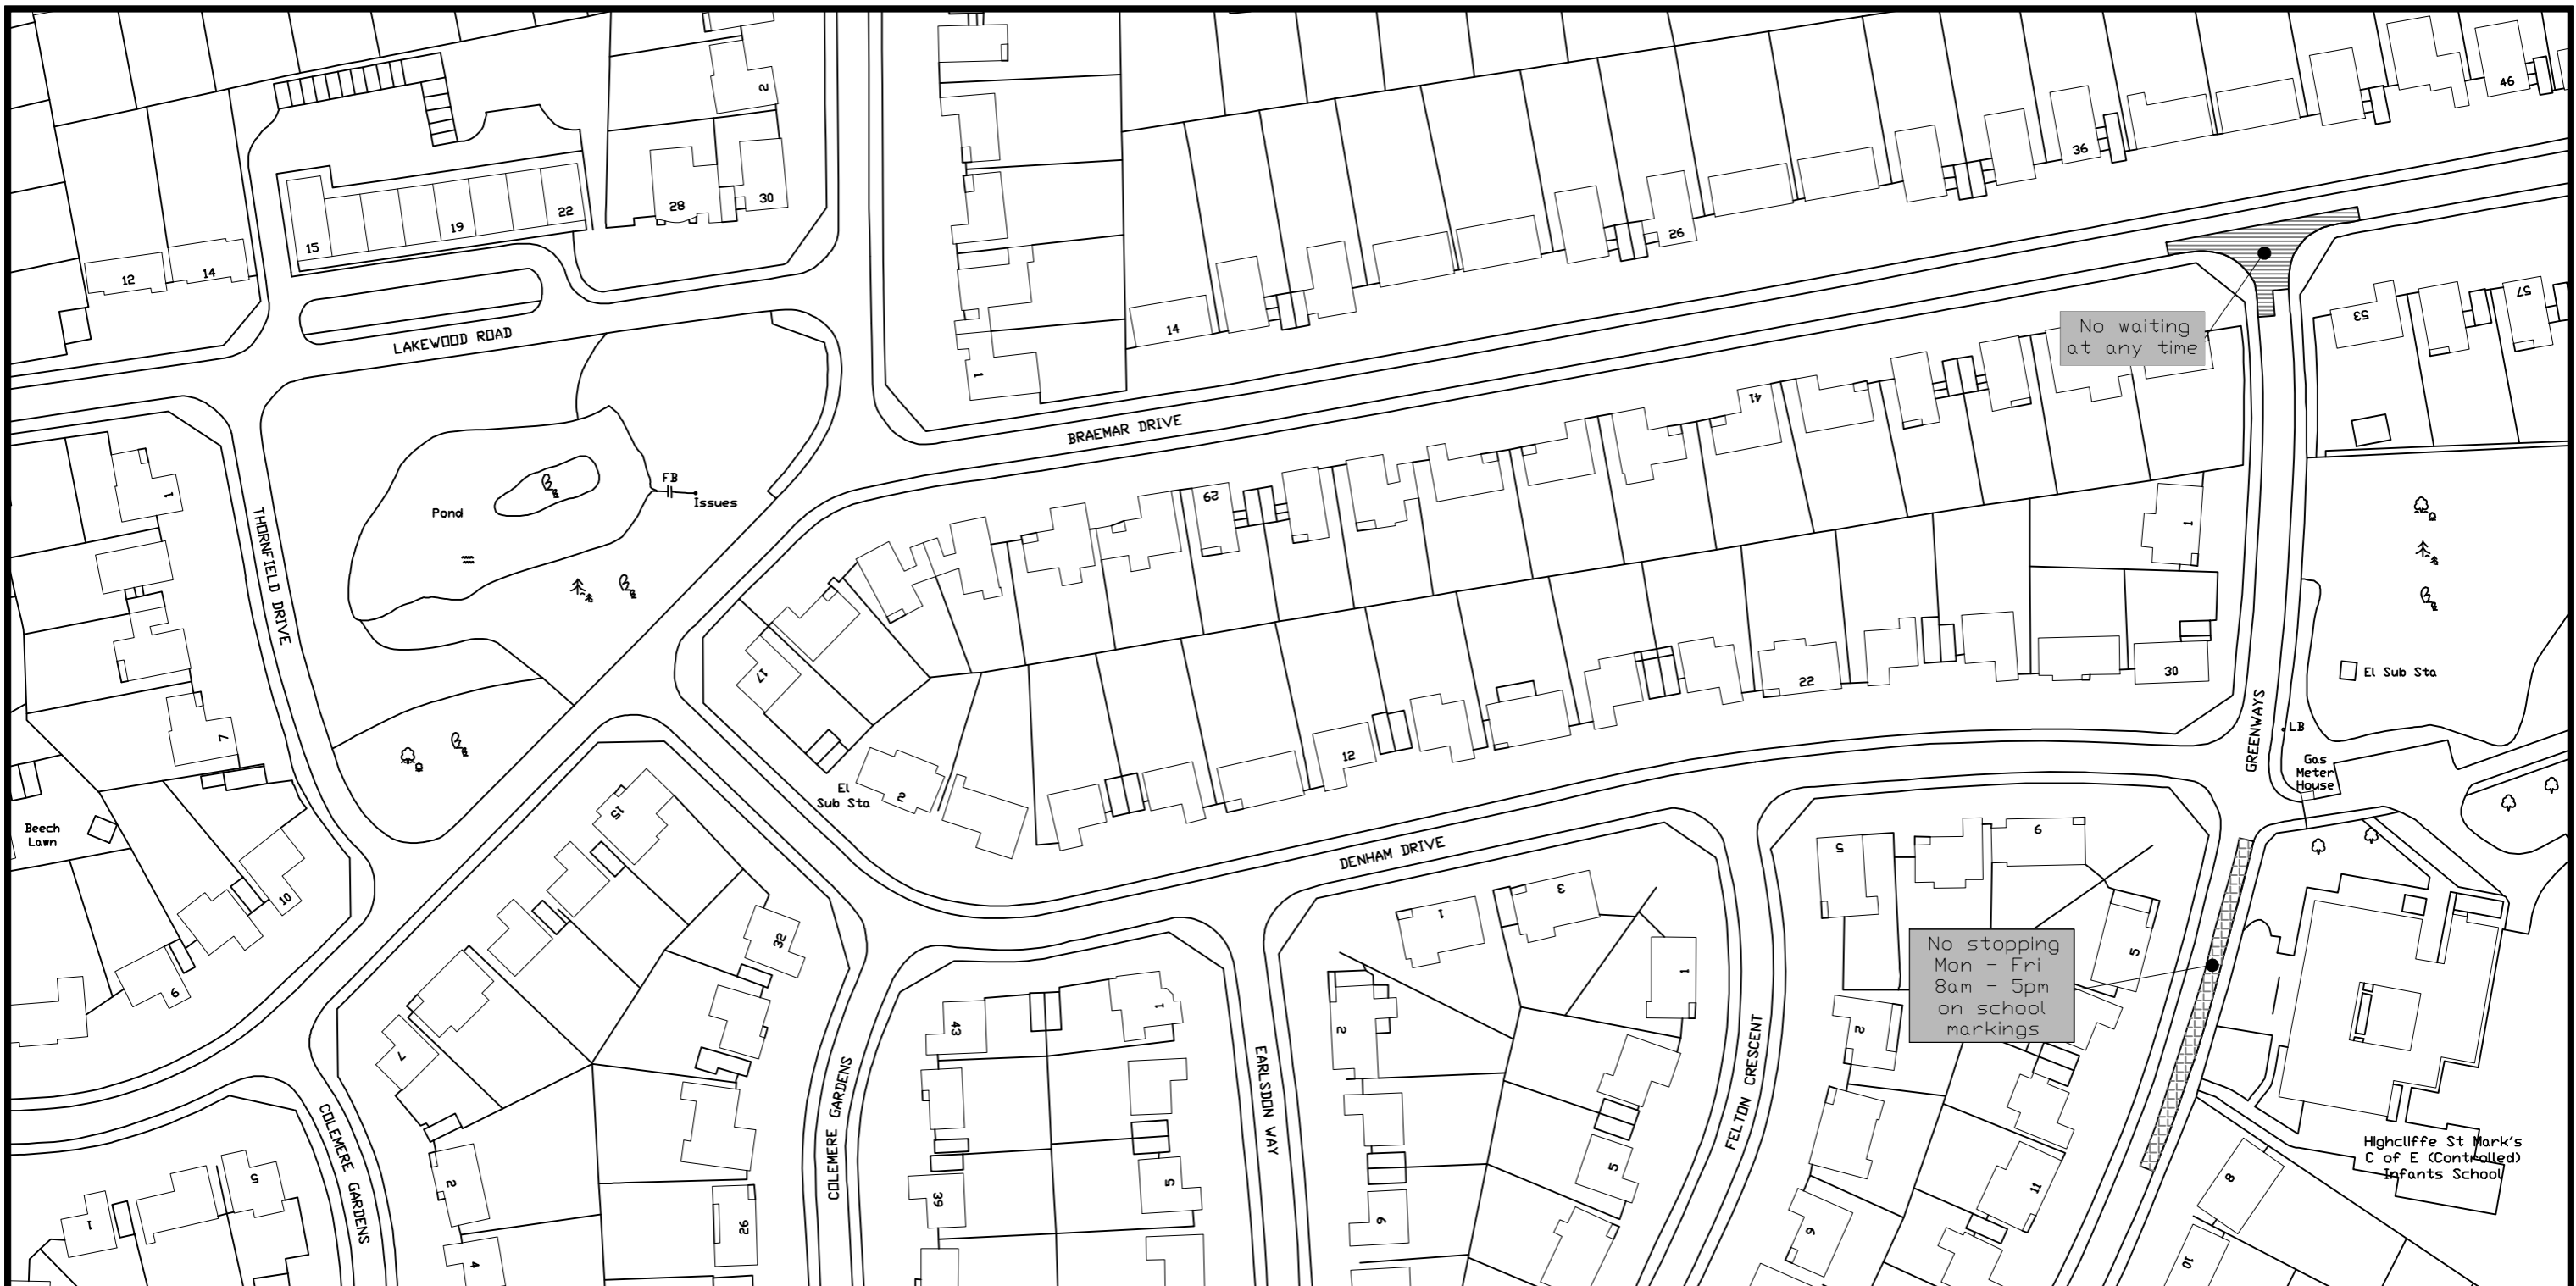 2
28
30
15
19
22
12
14
LAKEWOOD ROAD
1
14
26
36
46
No waiting
at any time
53
57
BRAEMAR DRIVE
41
29
17
1
THORNFIELD DRIVE
Pond
FB
Issues
1
7
10
6
Beech
Lawn
El
Sub Sta
2
12
22
30
El Sub Sta
GREENWAYS
LB
Gas
Meter
House
DENHAM DRIVE
15
7
32
26
2
4
1
5
COLEMERE GARDENS
COLEMERE GARDENS
43
39
1
5
EARLSDON WAY
1
3
1
2
5
6
FELTON CRESCENT
5
6
5
2
11
9
No stopping
Mon - Fri
8am - 5pm
on school
markings
Highcliffe St Mark's
C of E (Controlled)
Infants School
8
10